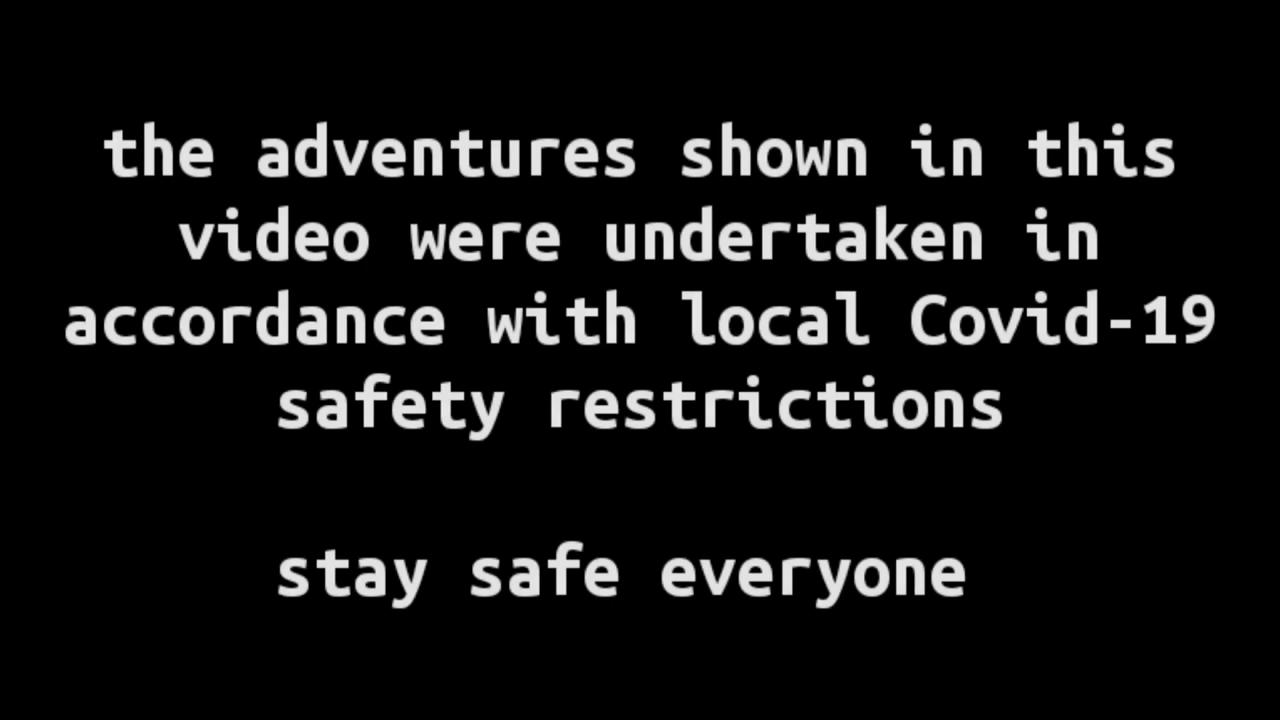 the adventures shown in this
video were undertaken in
accordance with local Covid-19
safety restrictions
stay safe everyone